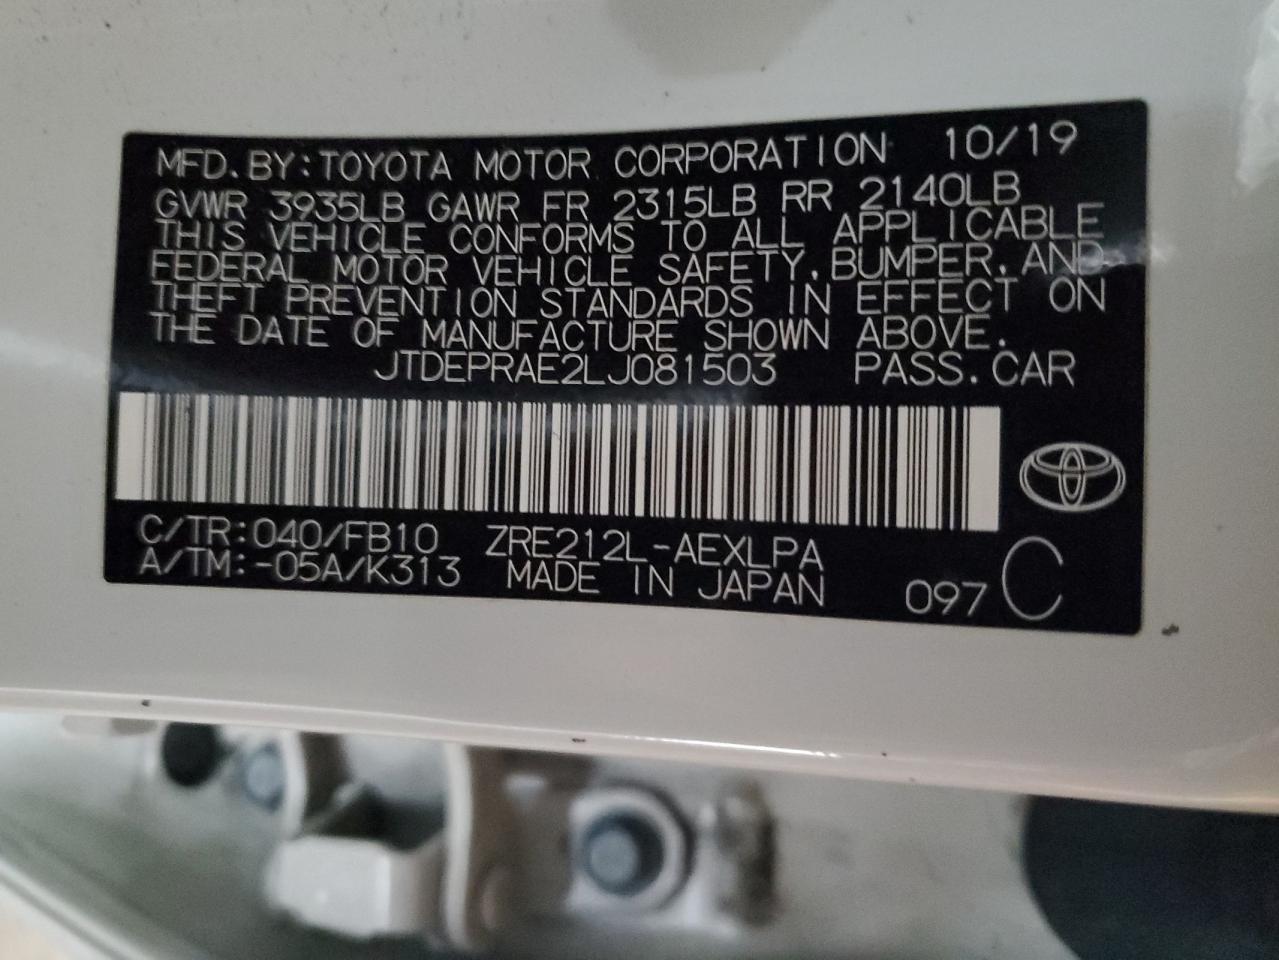 MFD. BY: TOYOTA MOTOR CORPORATION 10/19
GVWR 3935LB GAWR FR 2315LB RR 2140LB
THIS VEHICLE CONFORMS TO ALL APPLICABLE
FEDERAL MOTOR VEHICLE SAFETY, BUMPER, AND
THEFT PREVENTION STANDARDS IN EFFECT ON
THE DATE OF MANUFACTURE SHOWN ABOVE.
JTDEPRAE2LJ081503 PASS. CAR
C/TR: 040/FB10 ZRE212L-AEXLPA
A/TM: -05A/K313 MADE IN JAPAN 097 C